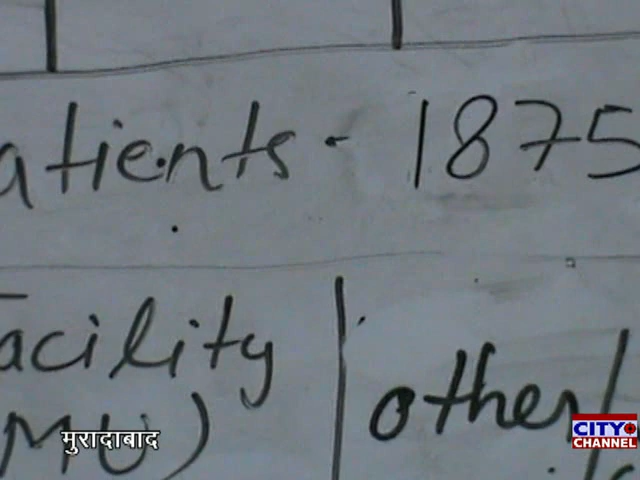 atients - 1875
acility
other/
MU)
मुरादाबाद
CITY
CHANNEL